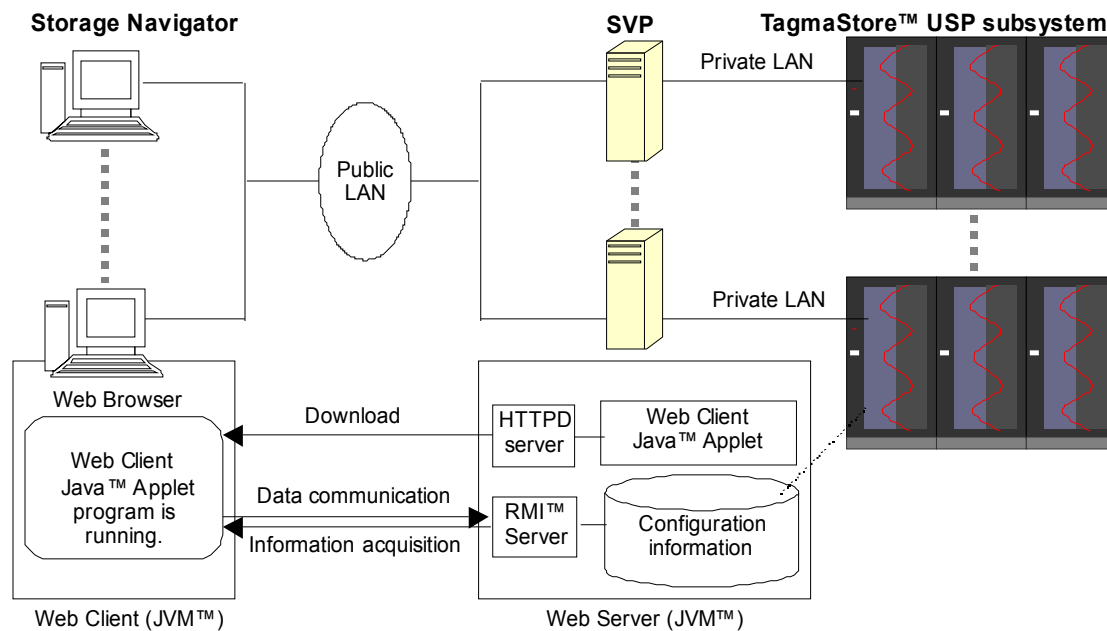 Storage Navigator
SVP
TagmaStore™ USP subsystem
Private LAN
Public
LAN
Private LAN
Web Browser
Web Client
Java™ Applet
program is
running.
Download
HTTPD
server
Web Client
Java™ Applet
Data communication
Information acquisition
RMI™
Server
Configuration
information
Web Client (JVM™)
Web Server (JVM™)